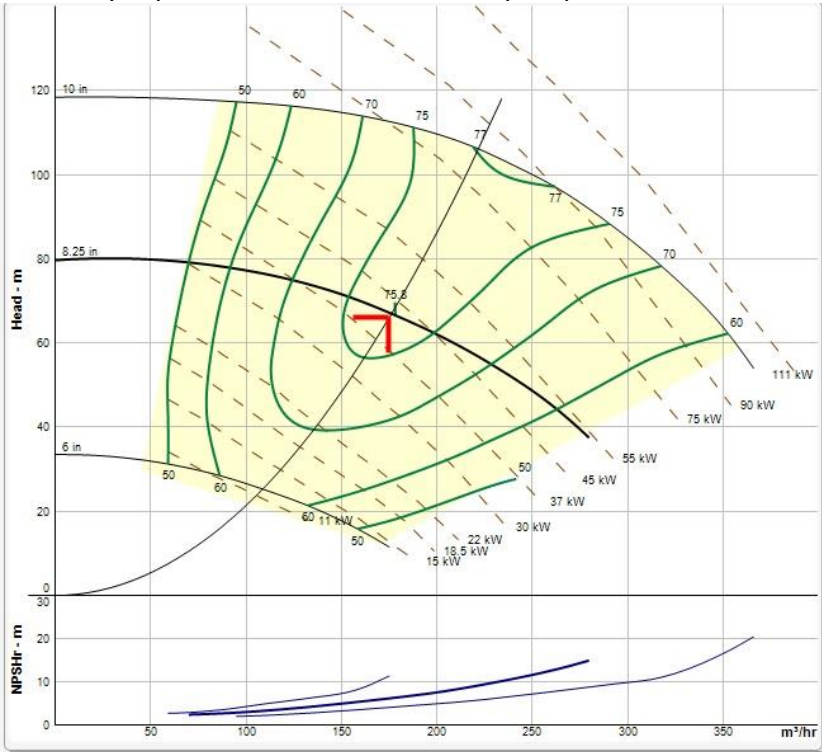 120
10 in
50
60
70
75
77
77
100
75
80
8.25 in
70
75.8
Head - m
60
60
111 kW
90 kW
75 kW
40
55 kW
6 in
45 kW
50
60
50
37 kW
20
60
11 kW
50
30 kW
22 kW
18.5 kW
15 kW
0
30
NPSHr - m
20
10
0
50
100
150
200
250
300
350
m³/hr